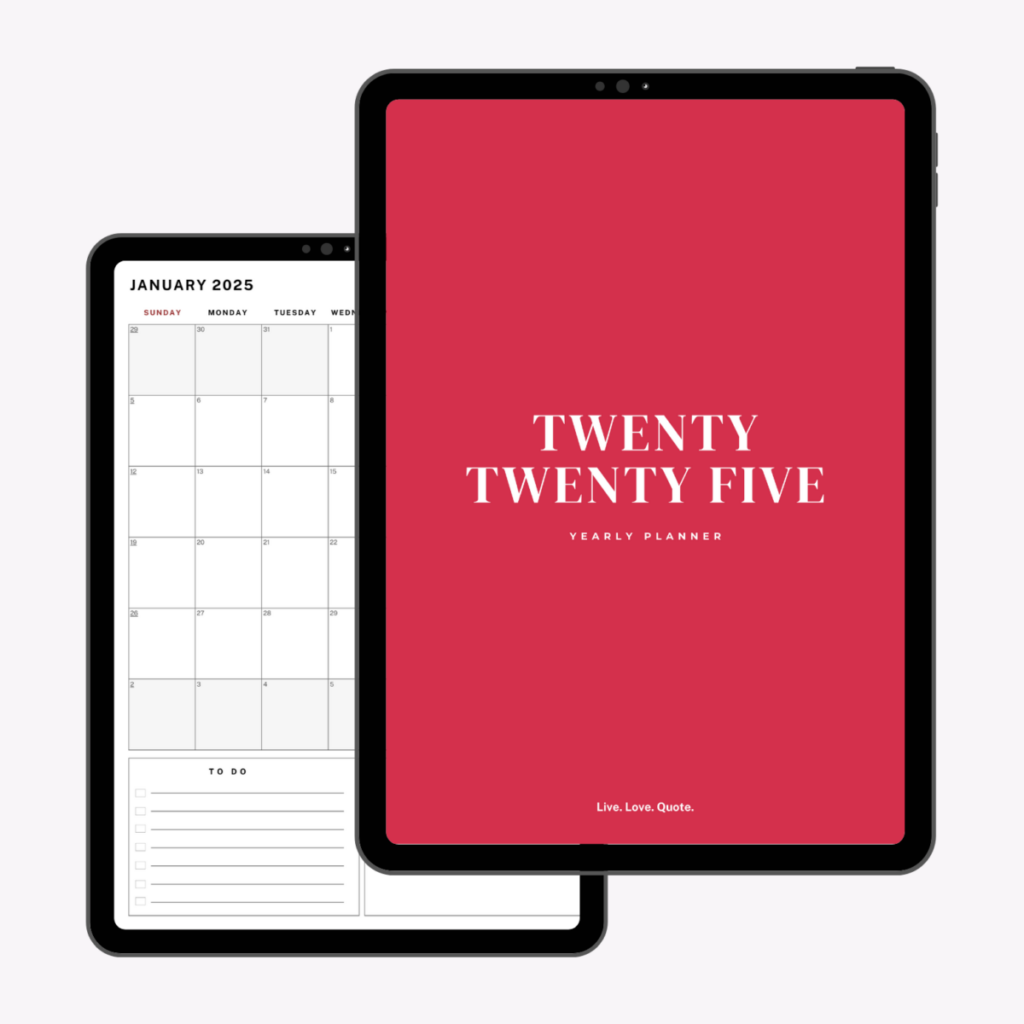 JANUARY 2025
SUNDAY MONDAY TUESDAY WEDN
29 30 31 1
5 6 7 8
12 13 14 15
19 20 21 22
26 27 28 29
2 3 4 5
TO DO
TWENTY
TWENTY FIVE
YEARLY PLANNER
Live. Love. Quote.